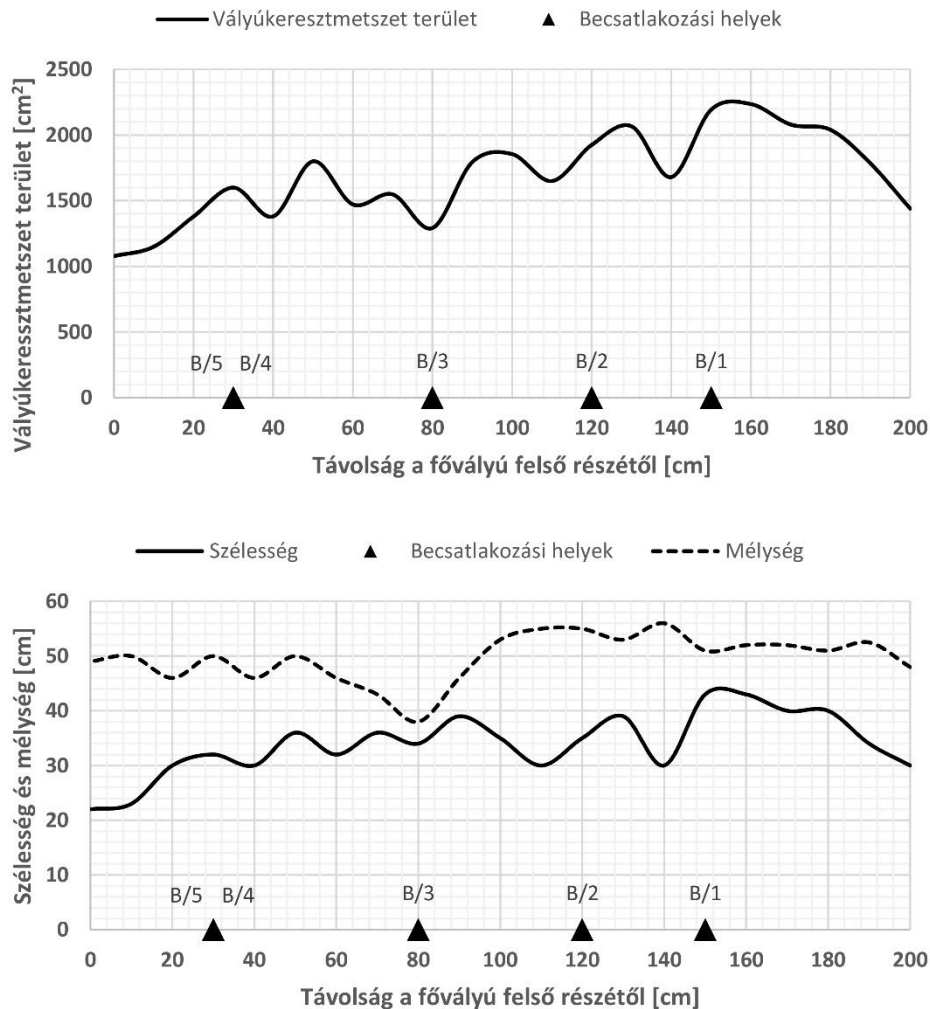 Vályúkeresztmetszet terület  Becsatlakozási helyek
Vályúkeressztmetszet terület [cm²]
2500
2000
1500
1000
500
0
B/5 B/4 B/3 B/2 B/1
0 20 40 60 80 100 120 140 160 180 200
Távolság a fővályú felső részétől [cm]
Szélesség  Becsatlakozási helyek  Mélység
Szélesség és mélység [cm]
60
50
40
30
20
10
0
B/5 B/4 B/3 B/2 B/1
0 20 40 60 80 100 120 140 160 180 200
Távolság a fővályú felső részétől [cm]